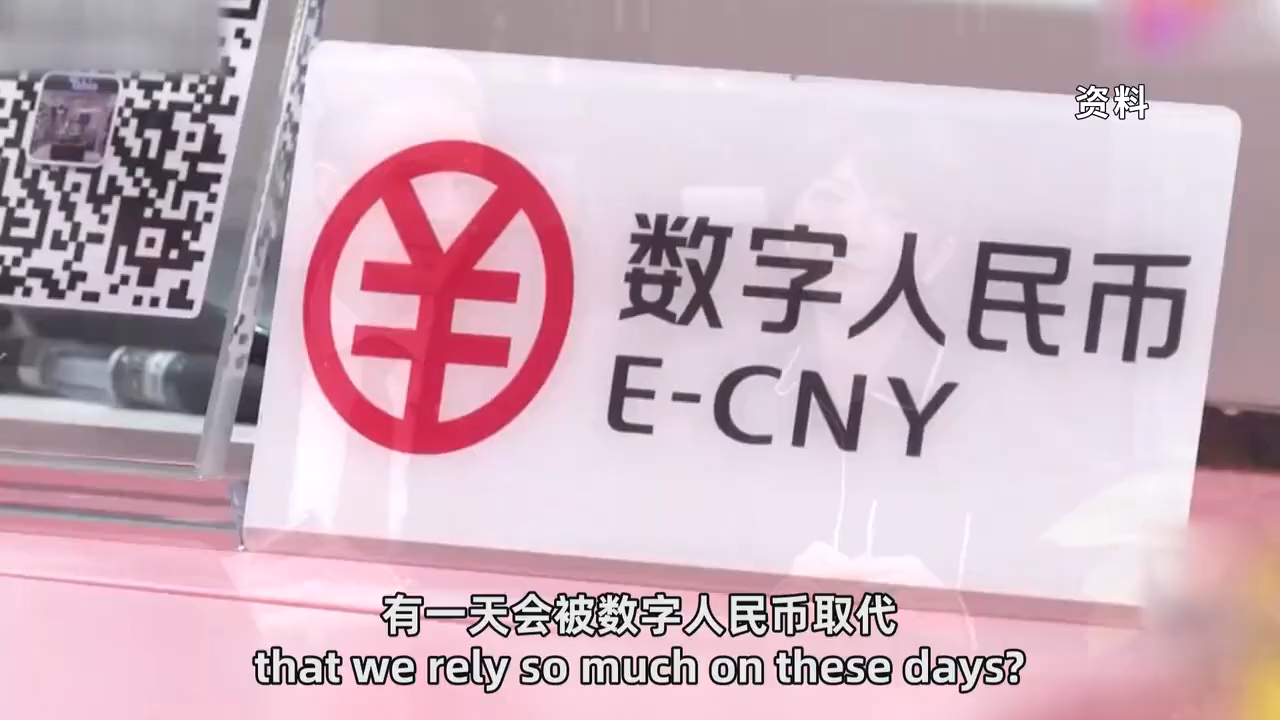 资料
数字人民币
E-CNY
有一天会被数字人民币取代
that we rely so much on these days?